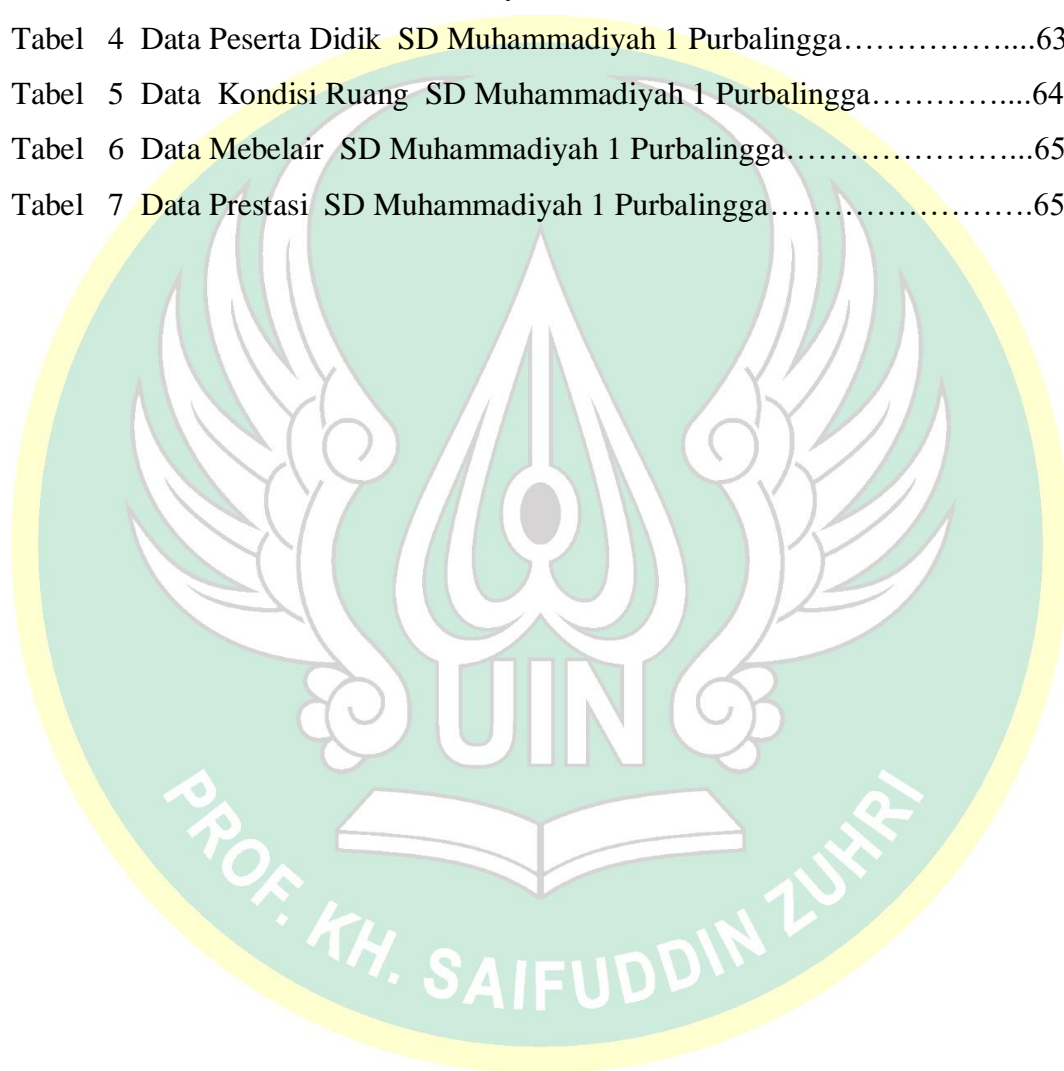 Tabel 4 Data Peserta Didik SD Muhammadiyah 1 Purbalingga……………....63
Tabel 5 Data Kondisi Ruang SD Muhammadiyah 1 Purbalingga…………....64
Tabel 6 Data Mebelair SD Muhammadiyah 1 Purbalingga…………………...65
Tabel 7 Data Prestasi SD Muhammadiyah 1 Purbalingga…………………….65
UIN
PROF. KH. SAIFUDDIN ZUHRI